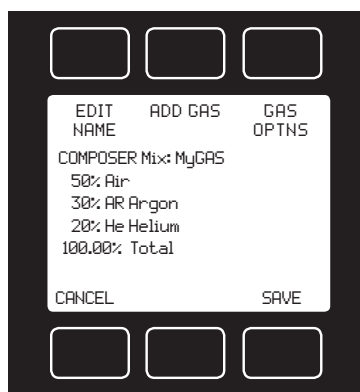 EDIT NAME ADD GAS GAS OPTNS
COMPOSER Mix: MyGAS
50% Air
30% AR Argon
20% He Helium
100.00% Total
CANCEL SAVE